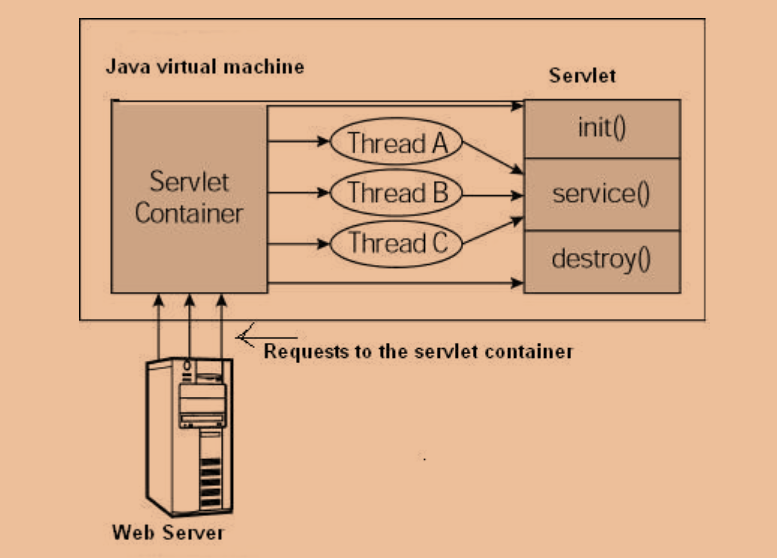 Java virtual machine
Servlet
Servlet
Container
Thread A
Thread B
Thread C
init()
service()
destroy()
Requests to the servlet container
Web Server